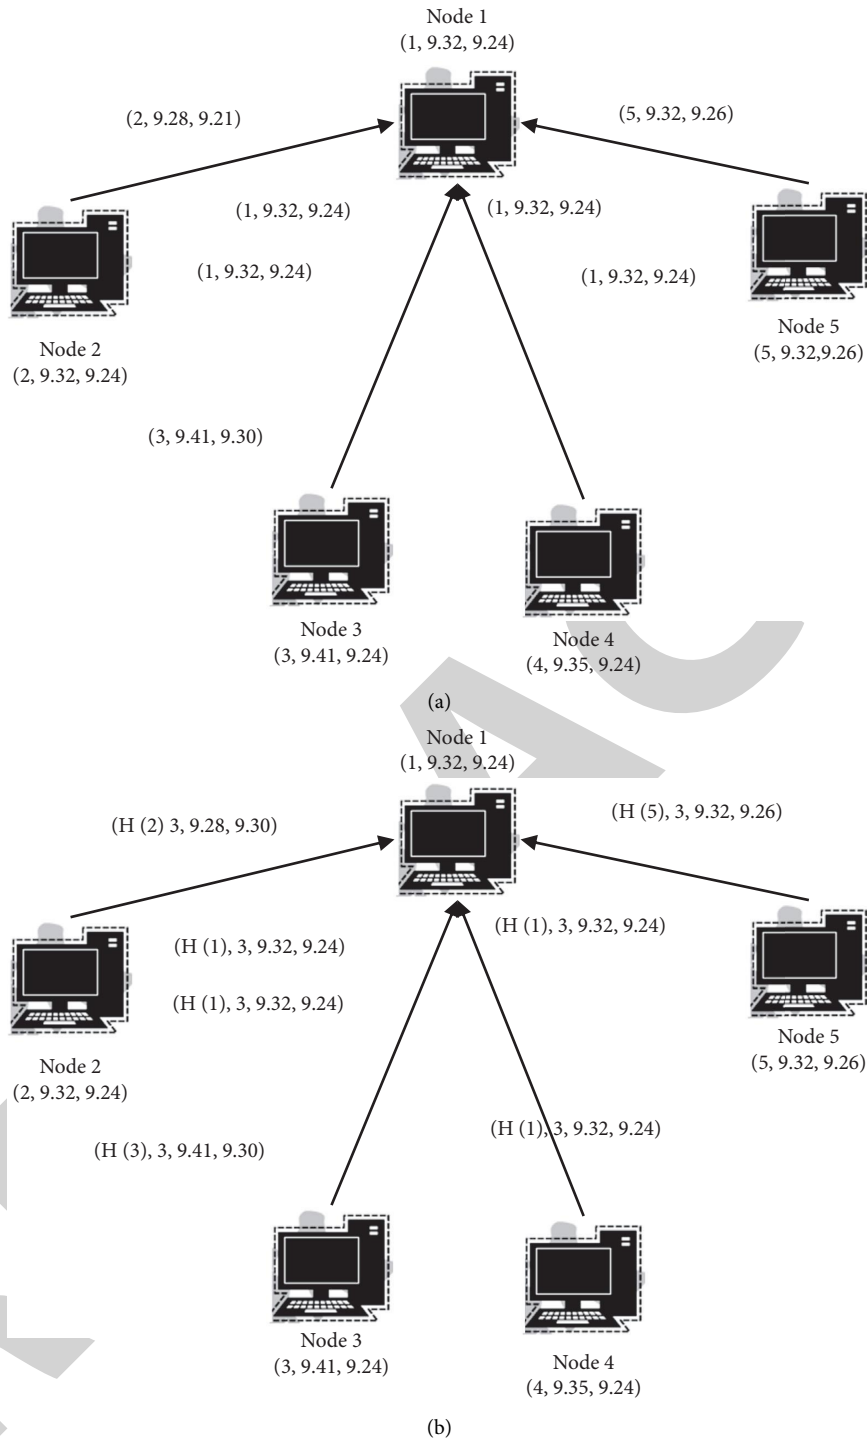 Node 1
(1, 9.32, 9.24)
(2, 9.28, 9.21)
(5, 9.32, 9.26)
(1, 9.32, 9.24)
(1, 9.32, 9.24)
(1, 9.32, 9.24)
(1, 9.32, 9.24)
Node 2
(2, 9.32, 9.24)
Node 5
(5, 9.32,9.26)
(3, 9.41, 9.30)
Node 3
(3, 9.41, 9.24)
Node 4
(4, 9.35, 9.24)
(a)
Node 1
(1, 9.32, 9.24)
(H (2) 3, 9.28, 9.30)
(H (5), 3, 9.32, 9.26)
(H (1), 3, 9.32, 9.24)
(H (1), 3, 9.32, 9.24)
(H (1), 3, 9.32, 9.24)
Node 2
(2, 9.32, 9.24)
Node 5
(5, 9.32, 9.26)
(H (3), 3, 9.41, 9.30)
(H (1), 3, 9.32, 9.24)
Node 3
(3, 9.41, 9.24)
Node 4
(4, 9.35, 9.24)
(b)